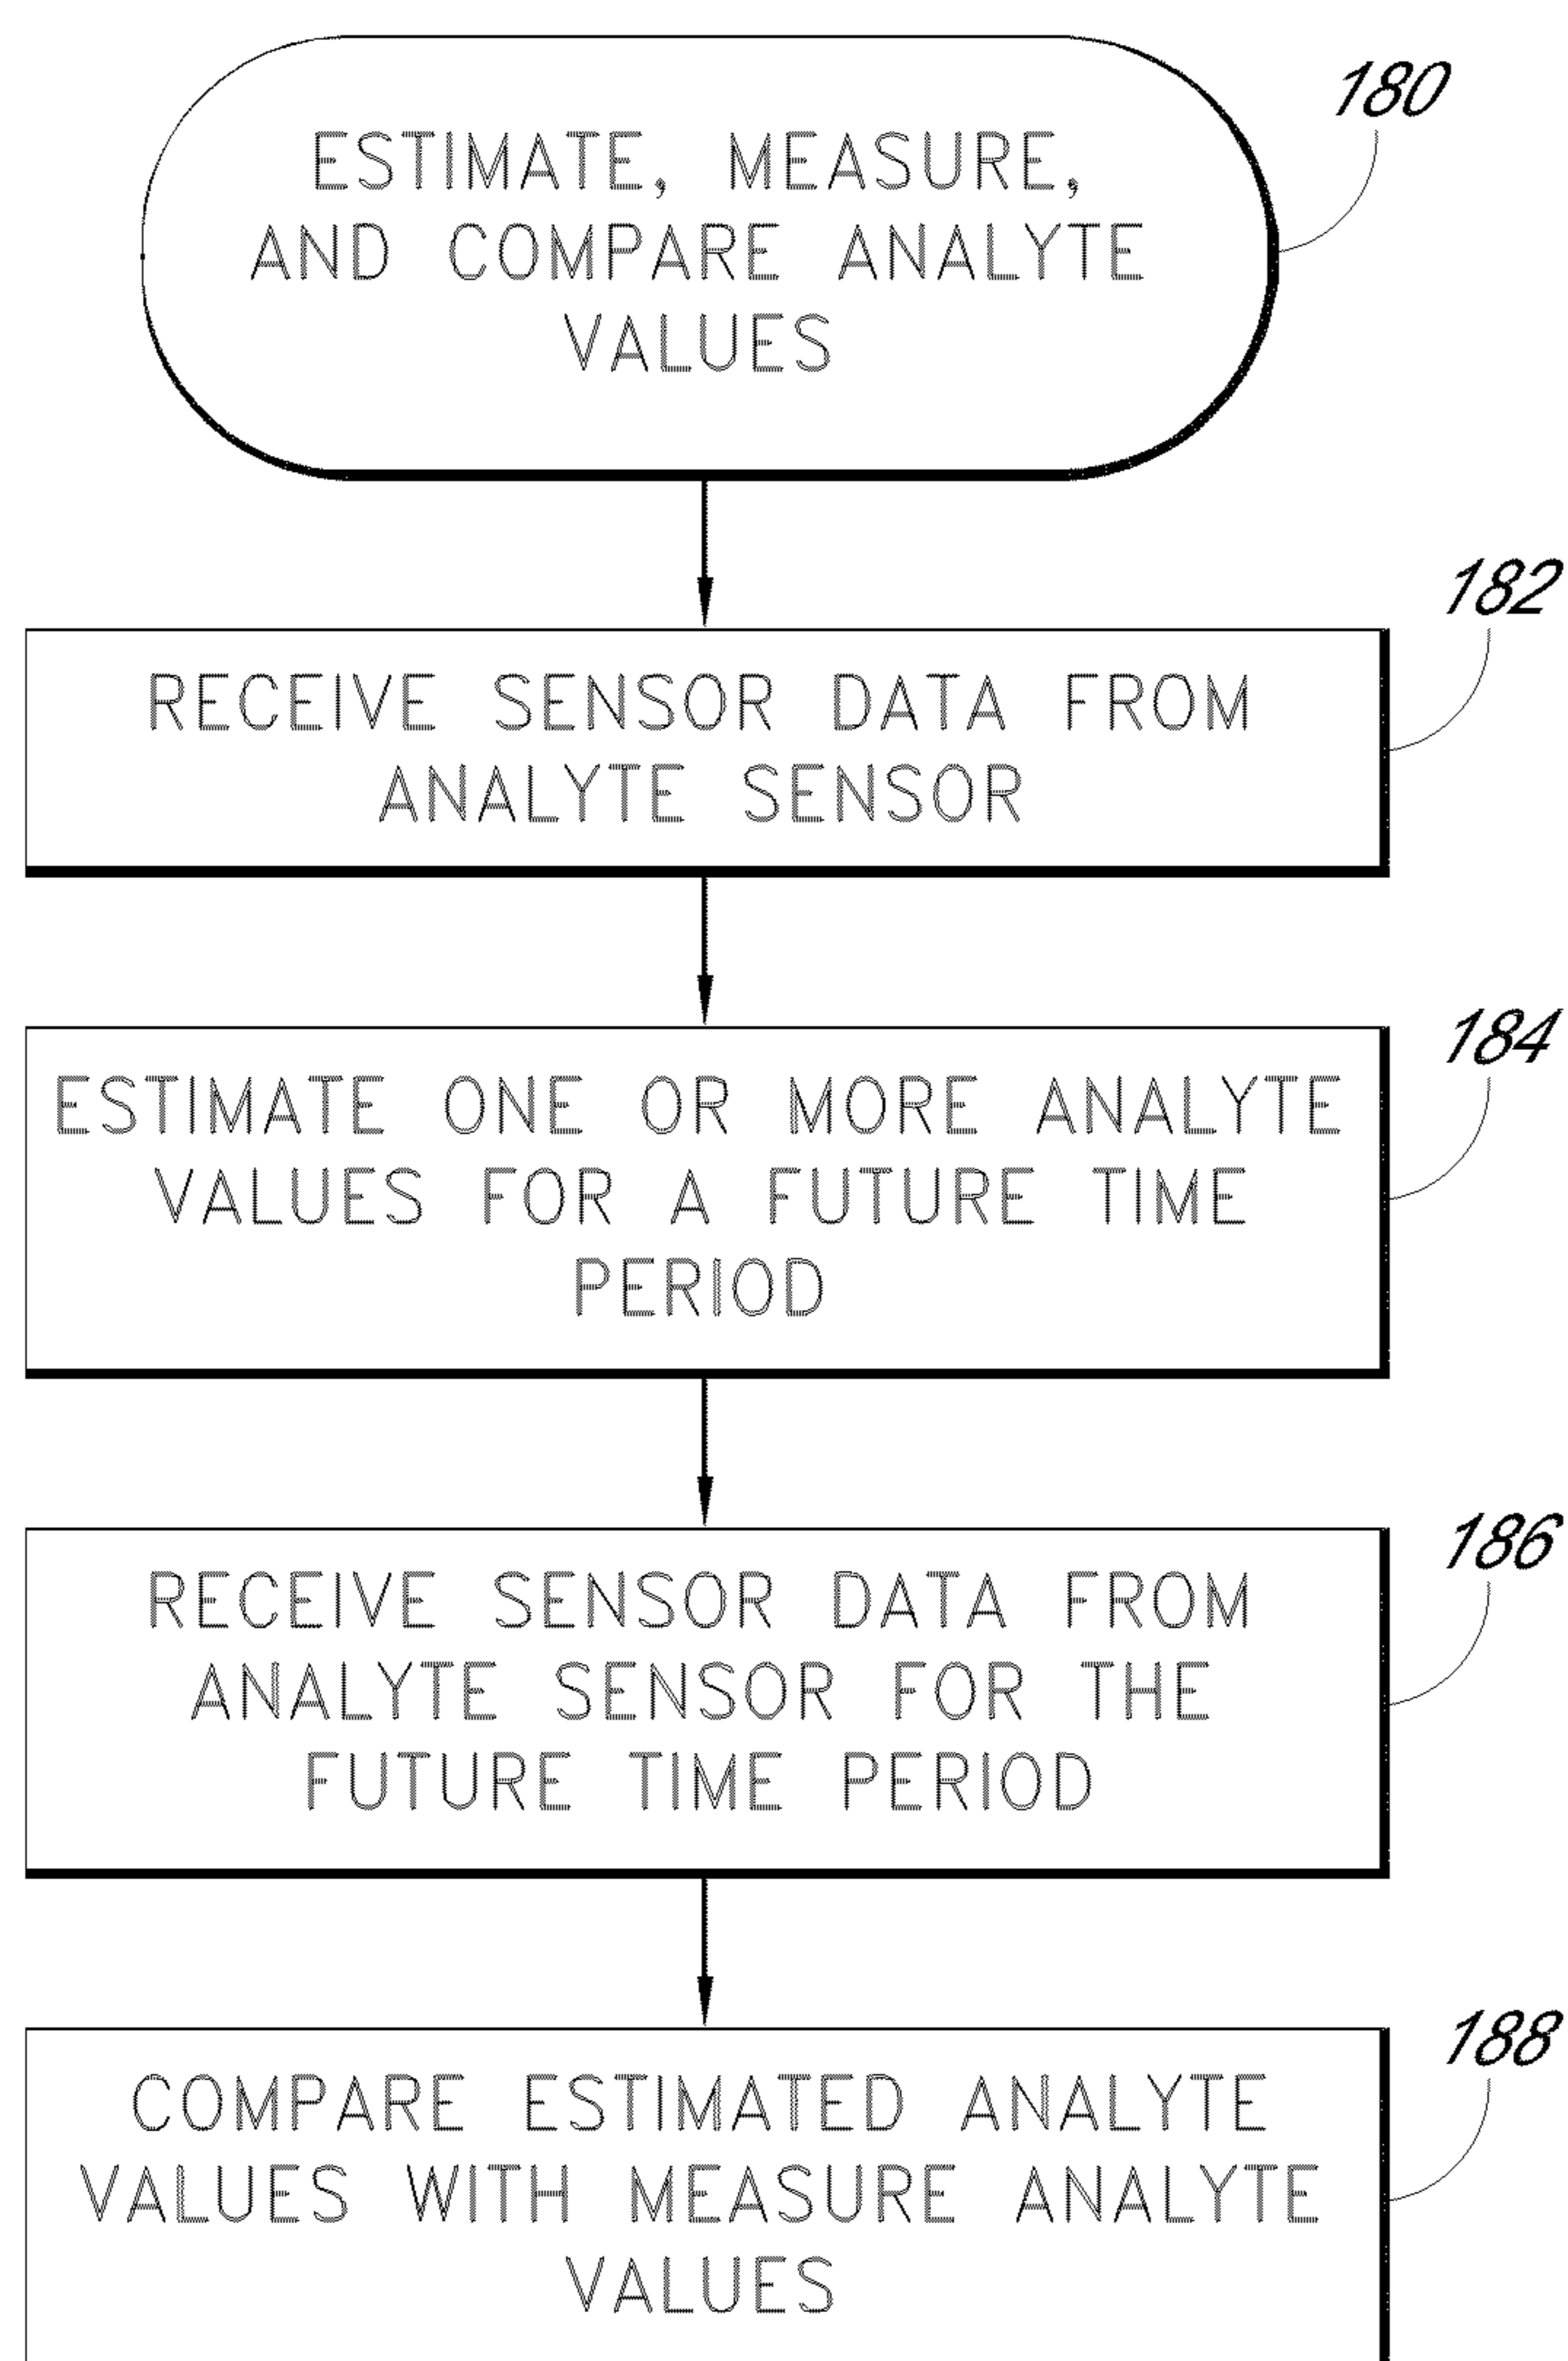 180
ESTIMATE, MEASURE,
AND COMPARE ANALYTE
VALUES
182
RECEIVE SENSOR DATA FROM
ANALYTE SENSOR
184
ESTIMATE ONE OR MORE ANALYTE
VALUES FOR A FUTURE TIME
PERIOD
186
RECEIVE SENSOR DATA FROM
ANALYTE SENSOR FOR THE
FUTURE TIME PERIOD
188
COMPARE ESTIMATED ANALYTE
VALUES WITH MEASURE ANALYTE
VALUES